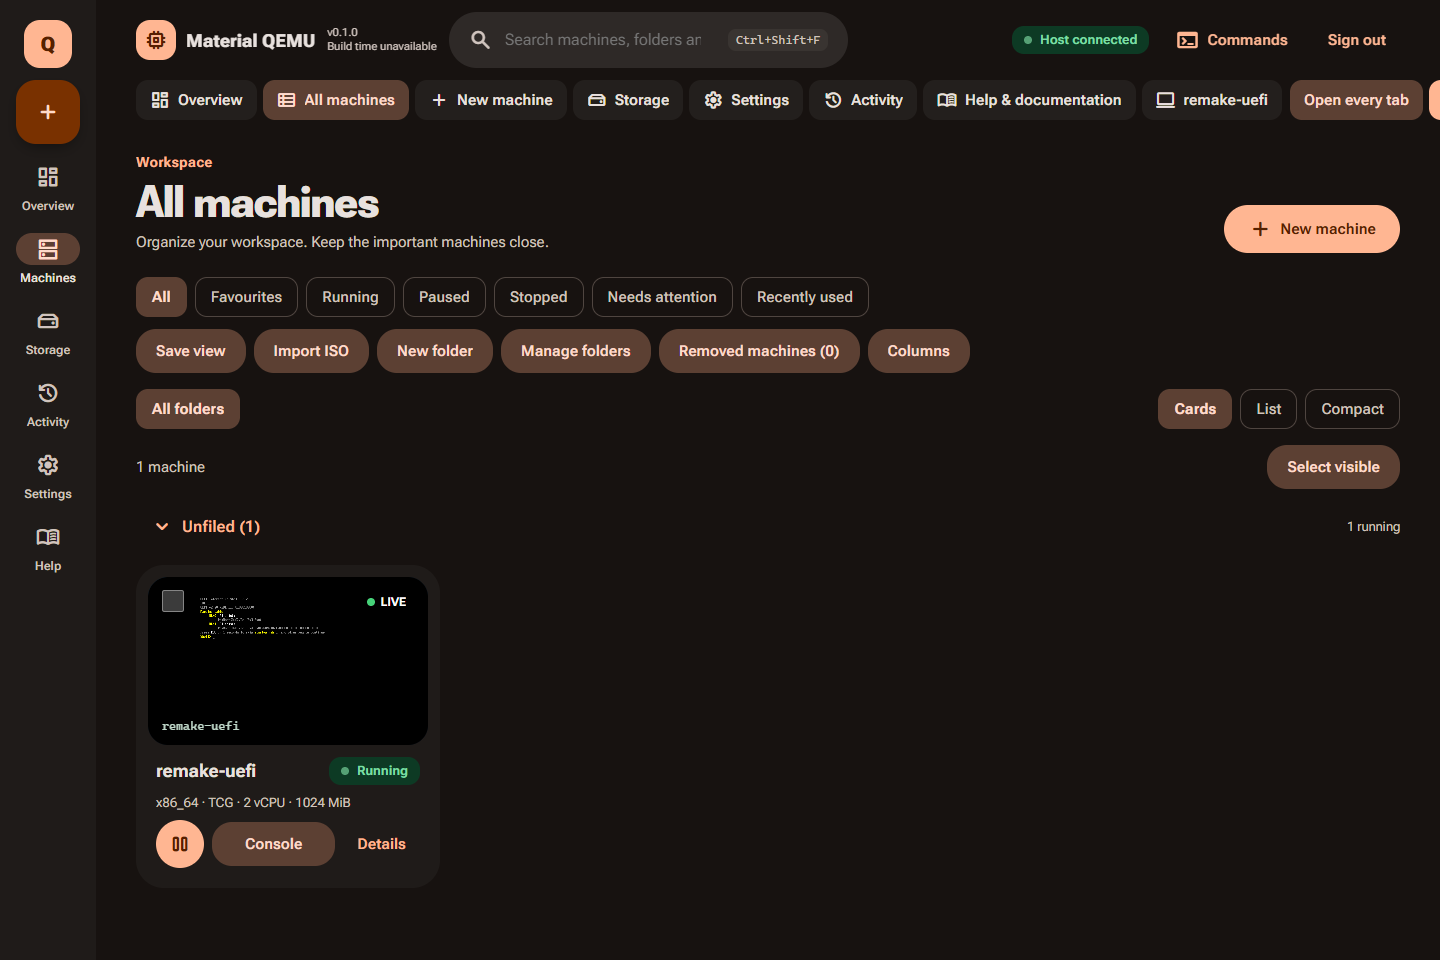 Q
Material QEMU
v0.1.0
Build time unavailable
Search machines, folders an
Ctrl+Shift+F
Host connected
Commands
Sign out
Overview
All machines
New machine
Storage
Settings
Activity
Help & documentation
remake-uefi
Open every tab
Overview
Machines
Storage
Activity
Settings
Help
Workspace
All machines
Organize your workspace. Keep the important machines close.
New machine
All
Favourites
Running
Paused
Stopped
Needs attention
Recently used
Save view
Import ISO
New folder
Manage folders
Removed machines (0)
Columns
All folders
Cards
List
Compact
1 machine
Select visible
Unfiled (1)
1 running
LIVE
remake-uefi
remake-uefi
Running
x86_64 · TCG · 2 vCPU · 1024 MiB
Console
Details